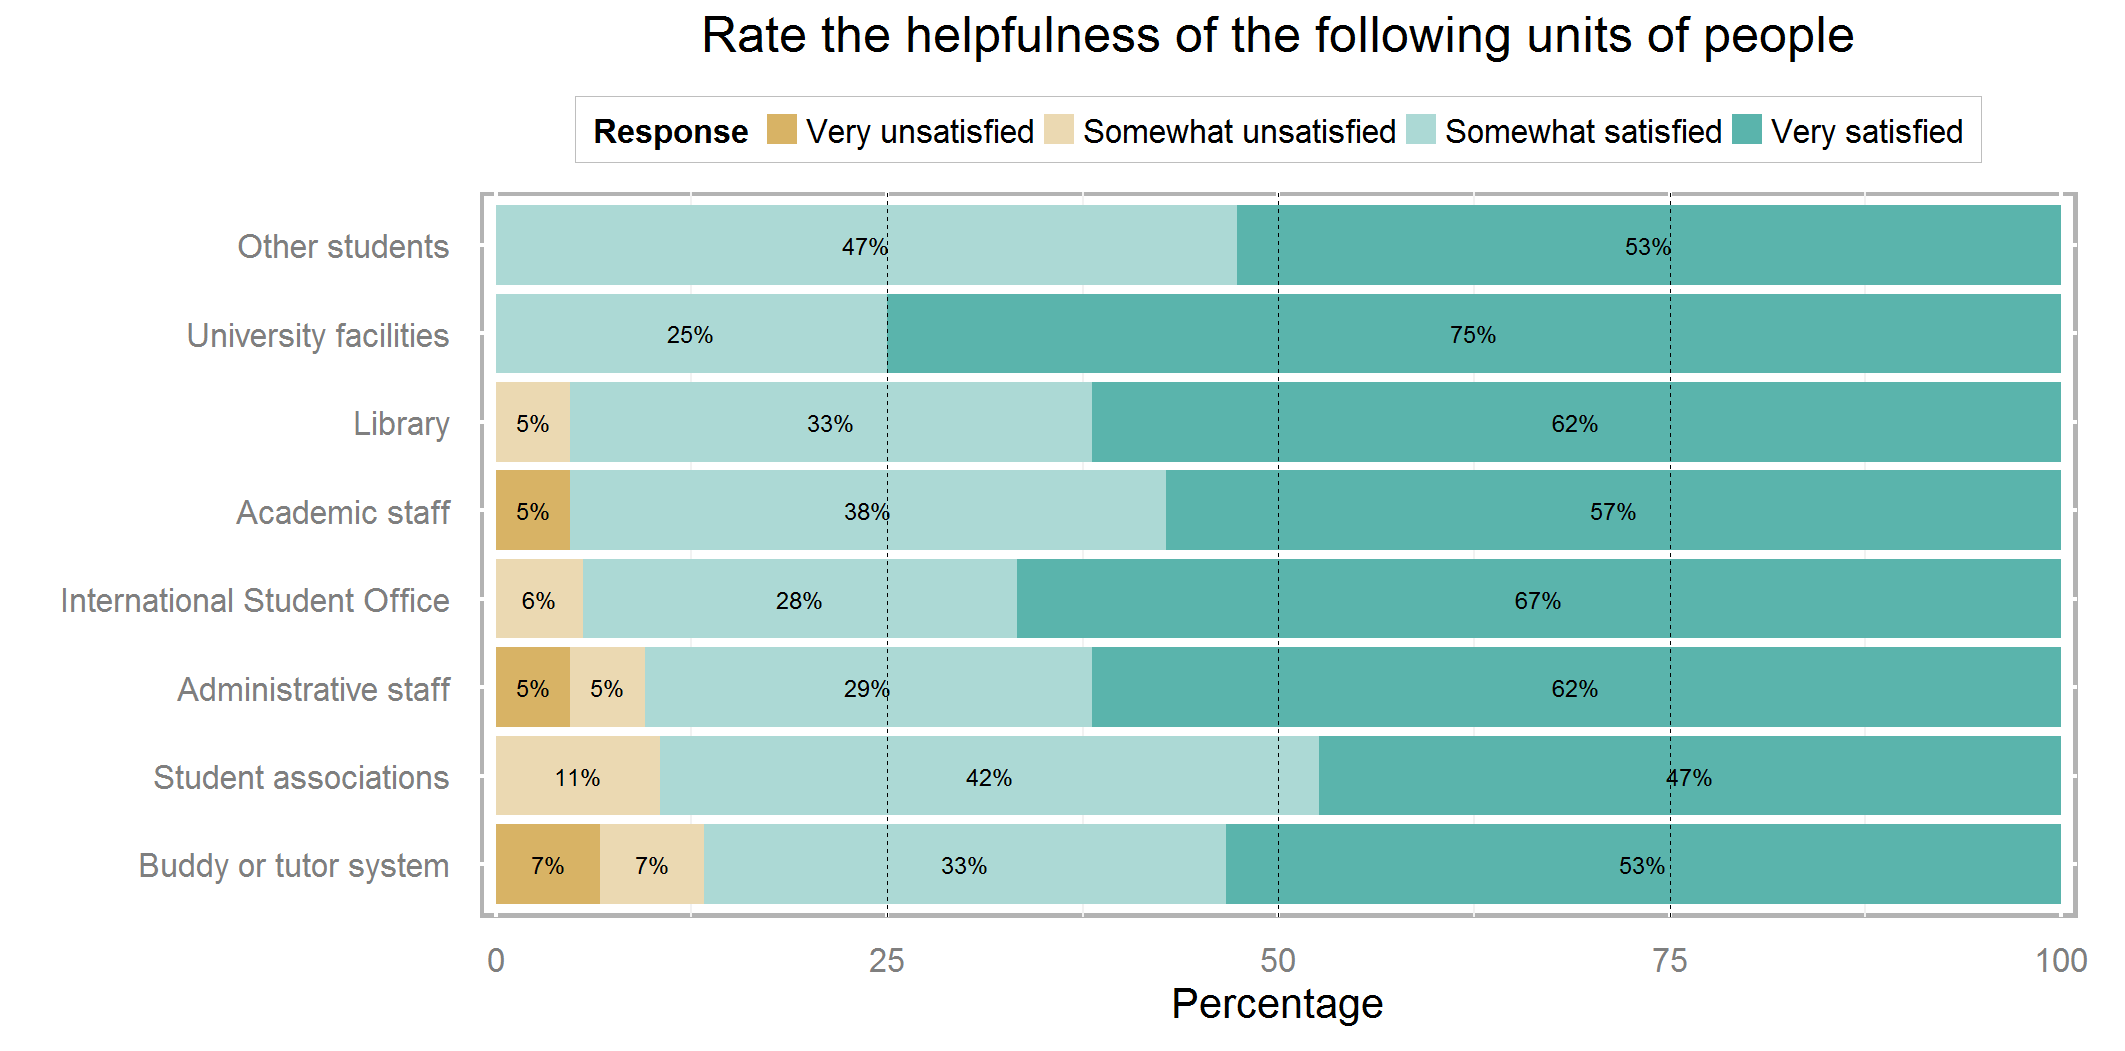 Rate the helpfulness of the following units of people
Response Very unsatisfied Somewhat unsatisfied Somewhat satisfied Very satisfied
Other students 47% 53%
University facilities 25% 75%
Library 5% 33% 62%
Academic staff 5% 38% 57%
International Student Office 6% 28% 67%
Administrative staff 5% 5% 29% 62%
Student associations 11% 42% 47%
Buddy or tutor system 7% 7% 33% 53%
0 25 50 75 100
Percentage